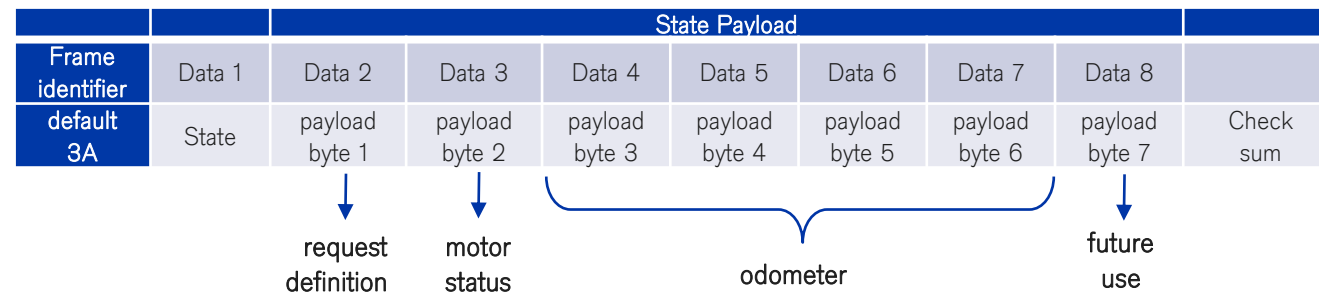 State Payload
Frame identifier Data 1 Data 2 Data 3 Data 4 Data 5 Data 6 Data 7 Data 8
default 3A State payload byte 1 payload byte 2 payload byte 3 payload byte 4 payload byte 5 payload byte 6 payload byte 7 Check sum
request definition
motor status
odometer
future use